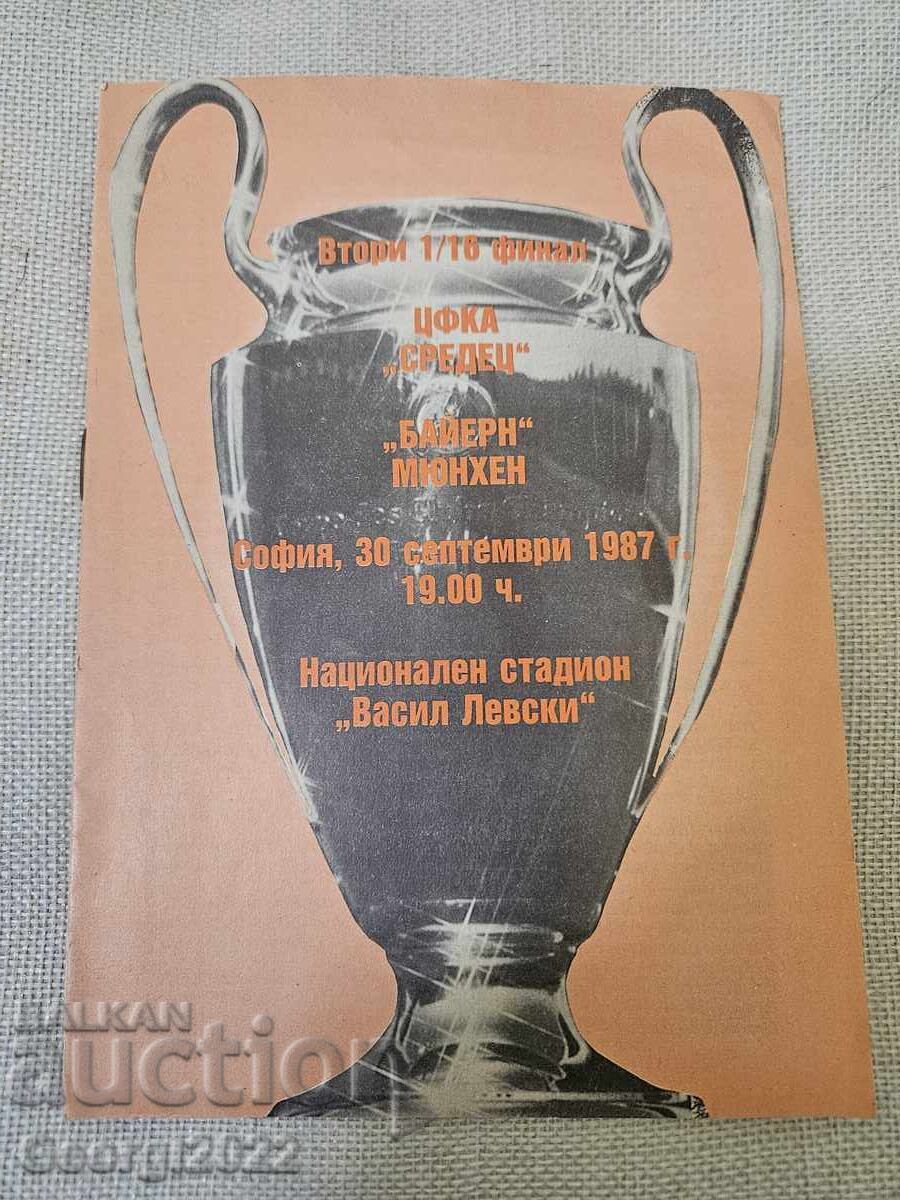 Втори 1/16 финал
ЦФКА
„СРЕДЕЦ“
„БАЙЕРН“
МЮНХЕН
София, 30 септември 1987 г.
19.00 ч.
Национален стадион
„Васил Левски“
BALKAN
auction
Georgi2022